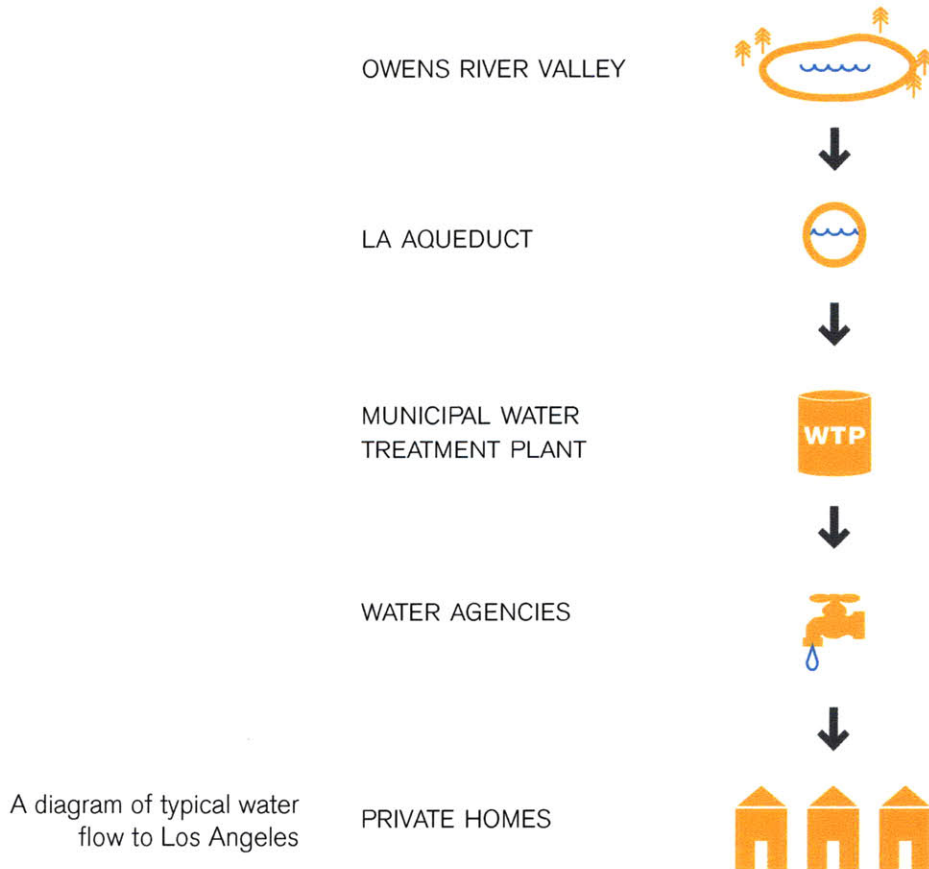 OWENS RIVER VALLEY
LA AQUEDUCT
MUNICIPAL WATER
TREATMENT PLANT
WTP
WATER AGENCIES
A diagram of typical water
flow to Los Angeles
PRIVATE HOMES